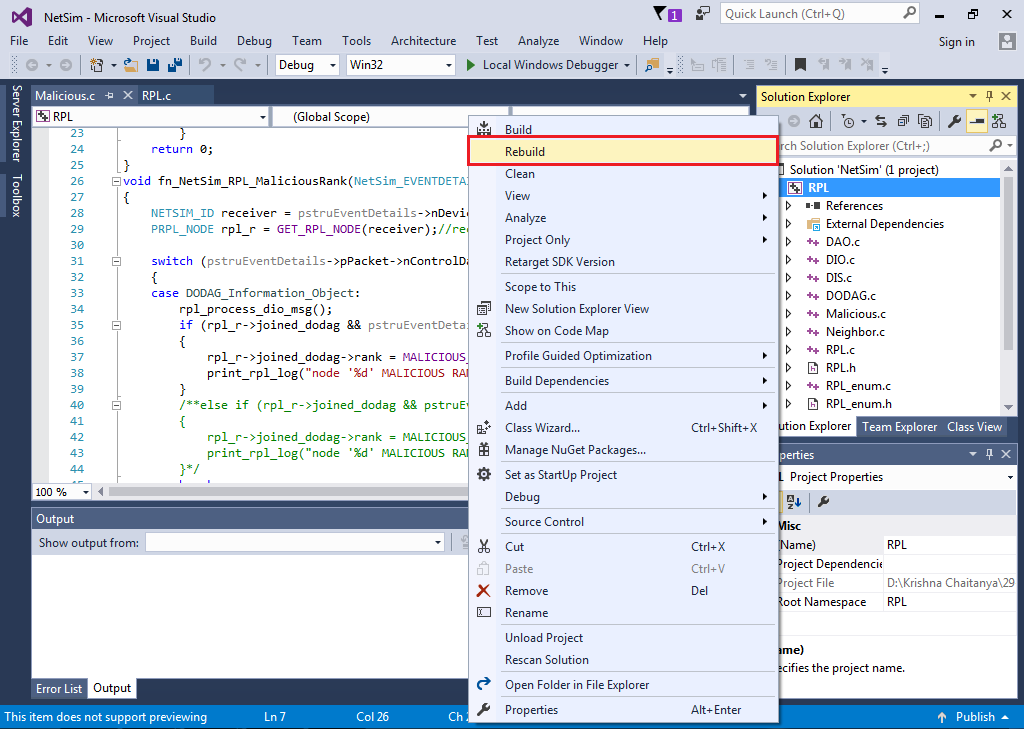 NetSim - Microsoft Visual Studio
1
Quick Launch (Ctrl+Q)
File Edit View Project Build Debug Team Tools Architecture Test Analyze Window Help
Sign in
Debug Win32 Local Windows Debugger
Server Explorer
Toolbox
Malicious.c RPL.c
RPL (Global Scope)
23 }
24 return 0;
25 }
26 void fn_NetSim_RPL_MaliciousRank(NetSim_EVENTDETA
27 {
28 NETSIM_ID receiver = pstruEventDetails->nDevic
29 PRPL_NODE rpl_r = GET_RPL_NODE(receiver);//rec
30
31 switch (pstruEventDetails->pPacket->nControlDa
32 {
33 case DODAG_Information_Object:
34 rpl_process_dio_msg();
35 if (rpl_r->joined_dodag && pstruEventDetai
36 {
37 rpl_r->joined_dodag->rank = MALICIOUS_
38 print_rpl_log("node '%d' MALICIOUS RAN
39 }
40 /**else if (rpl_r->joined_dodag && pstruEv
41 {
42 rpl_r->joined_dodag->rank = MALICIOUS_
43 print_rpl_log("node '%d' MALICIOUS RAN
44 }*/
100 %
Output
Show output from:
Error List Output
Build
Rebuild
Clean
View
Analyze
Project Only
Retarget SDK Version
Scope to This
New Solution Explorer View
Show on Code Map
Profile Guided Optimization
Build Dependencies
Add
Class Wizard... Ctrl+Shift+X
Manage NuGet Packages...
Set as StartUp Project
Debug
Source Control
Cut Ctrl+X
Paste Ctrl+V
Remove Del
Rename
Unload Project
Rescan Solution
Open Folder in File Explorer
Properties Alt+Enter
Solution Explorer
rch Solution Explorer (Ctrl+;)
Solution 'NetSim' (1 project)
RPL
References
External Dependencies
DAO.c
DIO.c
DIS.c
DODAG.c
Malicious.c
Neighbor.c
RPL.c
RPL.h
RPL_enum.c
RPL_enum.h
ution Explorer Team Explorer Class View
perties
L Project Properties
Misc
(Name) RPL
Project Dependencie
Project File D:\Krishna Chaitanya\29
Root Namespace RPL
ame)
ecifies the project name.
This item does not support previewing Ln 7 Col 26 Ch 
Publish